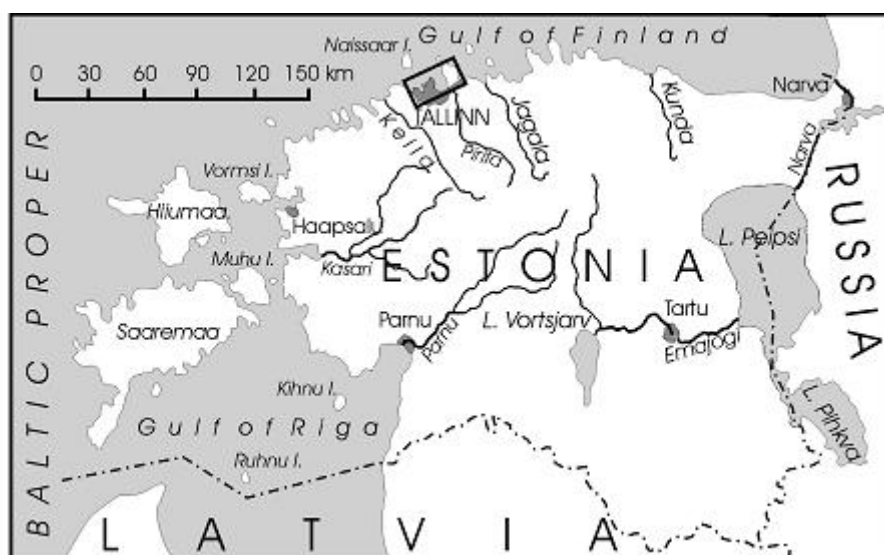 Gulf of Finland
Naissaar I.
0 30 60 90 120 150 km
Narva
TALLINN
Keila
Pirita
Jagala
Kunda
Narva
BALTIC PROPER
Vormsi I.
Hiiumaa
Haapsalu
RUSSIA
L. Peipsi
Muhu I.
Kasari
ESTONIA
Saaremaa
Parnu
Parnu
L. Vortsjarv
Tartu
Emajogi
Kihnu I.
L. Pihkva
Gulf of Riga
Ruhnu I.
LATVIA